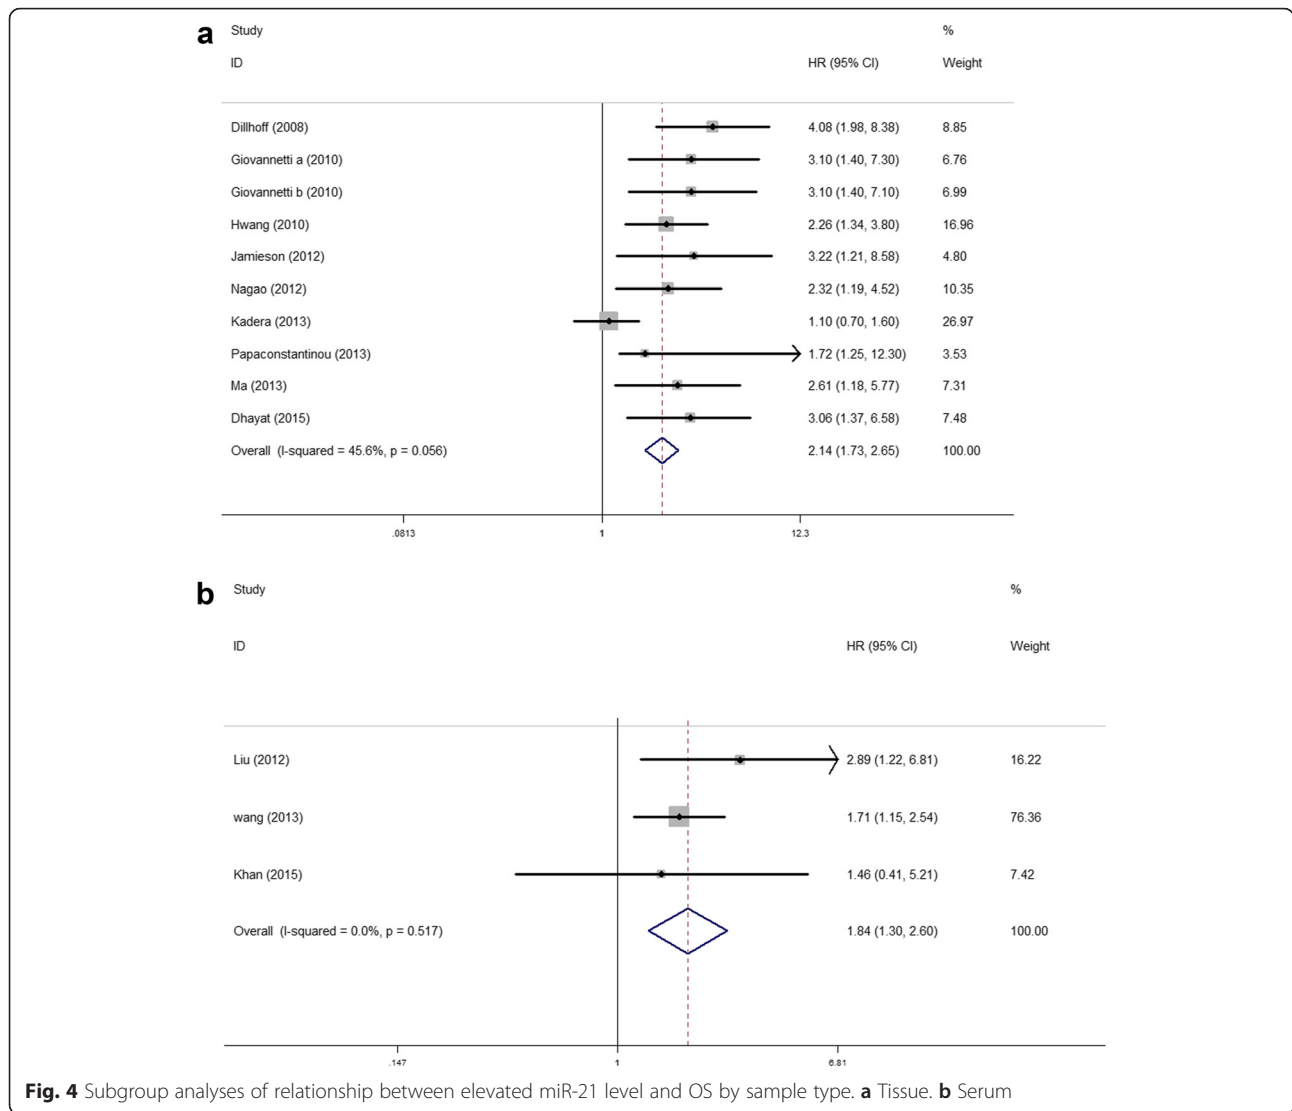 a Study %
ID HR (95% CI) Weight
Dillhoff (2008) 4.08 (1.98, 8.38) 8.85
Giovannetti a (2010) 3.10 (1.40, 7.30) 6.76
Giovannetti b (2010) 3.10 (1.40, 7.10) 6.99
Hwang (2010) 2.26 (1.34, 3.80) 16.96
Jamieson (2012) 3.22 (1.21, 8.58) 4.80
Nagao (2012) 2.32 (1.19, 4.52) 10.35
Kadera (2013) 1.10 (0.70, 1.60) 26.97
Papaconstantinou (2013) 1.72 (1.25, 12.30) 3.53
Ma (2013) 2.61 (1.18, 5.77) 7.31
Dhayat (2015) 3.06 (1.37, 6.58) 7.48
Overall (I-squared = 45.6%, p = 0.056) 2.14 (1.73, 2.65) 100.00
.0813 1 12.3
b Study %
ID HR (95% CI) Weight
Liu (2012) 2.89 (1.22, 6.81) 16.22
wang (2013) 1.71 (1.15, 2.54) 76.36
Khan (2015) 1.46 (0.41, 5.21) 7.42
Overall (I-squared = 0.0%, p = 0.517) 1.84 (1.30, 2.60) 100.00
.147 1 6.81
Fig. 4 Subgroup analyses of relationship between elevated miR-21 level and OS by sample type. a Tissue. b Serum